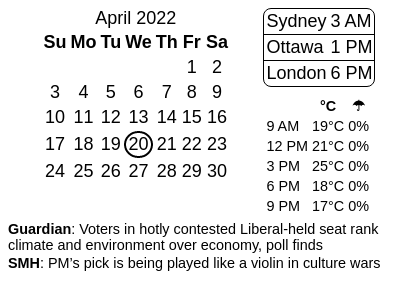 April 2022
Su Mo Tu We Th Fr Sa
1 2
3 4 5 6 7 8 9
10 11 12 13 14 15 16
17 18 19 20 21 22 23
24 25 26 27 28 29 30
Sydney 3 AM
Ottawa 1 PM
London 6 PM
°C ☂
9 AM 19°C 0%
12 PM 21°C 0%
3 PM 25°C 0%
6 PM 18°C 0%
9 PM 17°C 0%
Guardian: Voters in hotly contested Liberal-held seat rank
climate and environment over economy, poll finds
SMH: PM’s pick is being played like a violin in culture wars